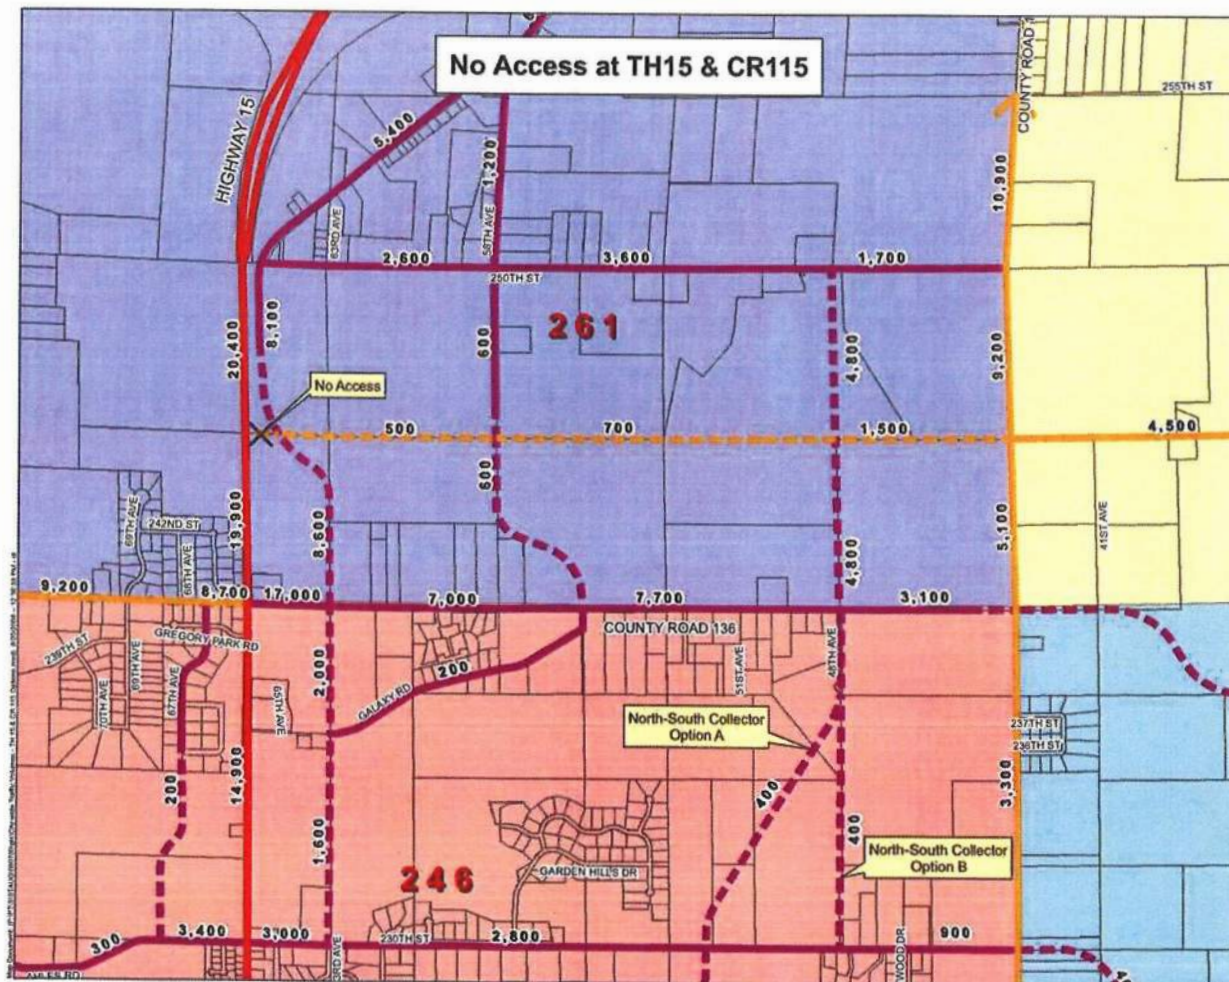 No Access at TH15 & CR115
COUNTY ROAD 1
255TH ST
HIGHWAY 15
5,400
1,200
10,900
63RD AVE
58TH AVE
2,600
3,600
1,700
250TH ST
8,100
261
20,400
600
4,800
9,200
No Access
500
700
1,500
4,500
600
69TH AVE
242ND ST
68TH AVE
19,900
8,600
4,800
5,100
41ST AVE
9,200
8,700
17,000
7,000
7,700
3,100
COUNTY ROAD 136
239TH ST
GREGORY PARK RD
69TH AVE
70TH AVE
67TH AVE
65TH AVE
2,000
200
GALAXY RD
51ST AVE
48TH AVE
North-South Collector
Option A
237TH ST
236TH ST
200
14,900
400
3,300
1,600
400
North-South Collector
Option B
246
GARDEN HILLS DR
300
3,400
3,000
230TH ST
2,800
900
RD AVE
WOOD DR